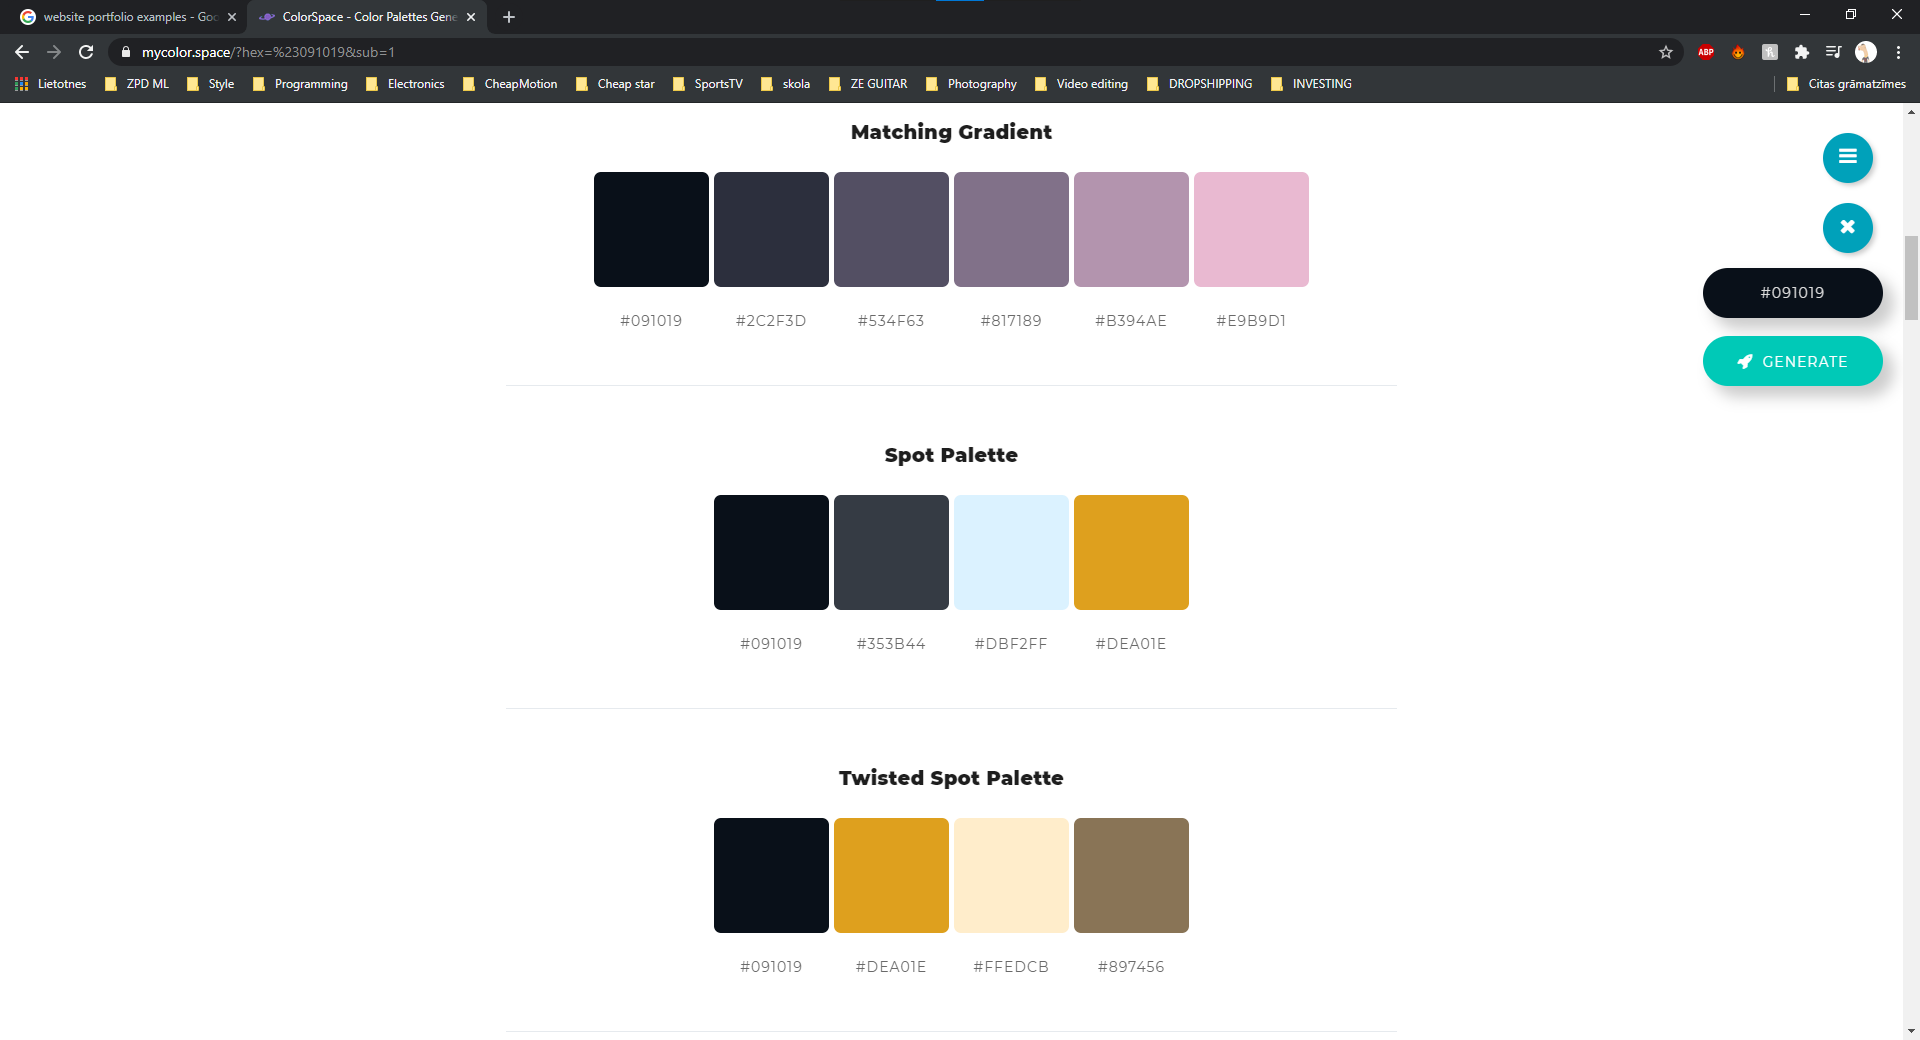 website portfolio examples - Goo
ColorSpace - Color Palettes Gene
mycolor.space/?hex=%23091019&sub=1
ABP
Lietotnes
ZPD ML
Style
Programming
Electronics
CheapMotion
Cheap star
SportsTV
skola
ZE GUITAR
Photography
Video editing
DROPSHIPPING
INVESTING
Citas grāmatzīmes
Matching Gradient
#091019 #2C2F3D #534F63 #817189 #B394AE #E9B9D1
#091019
GENERATE
Spot Palette
#091019 #353B44 #DBF2FF #DEA01E
Twisted Spot Palette
#091019 #DEA01E #FFEDCB #897456